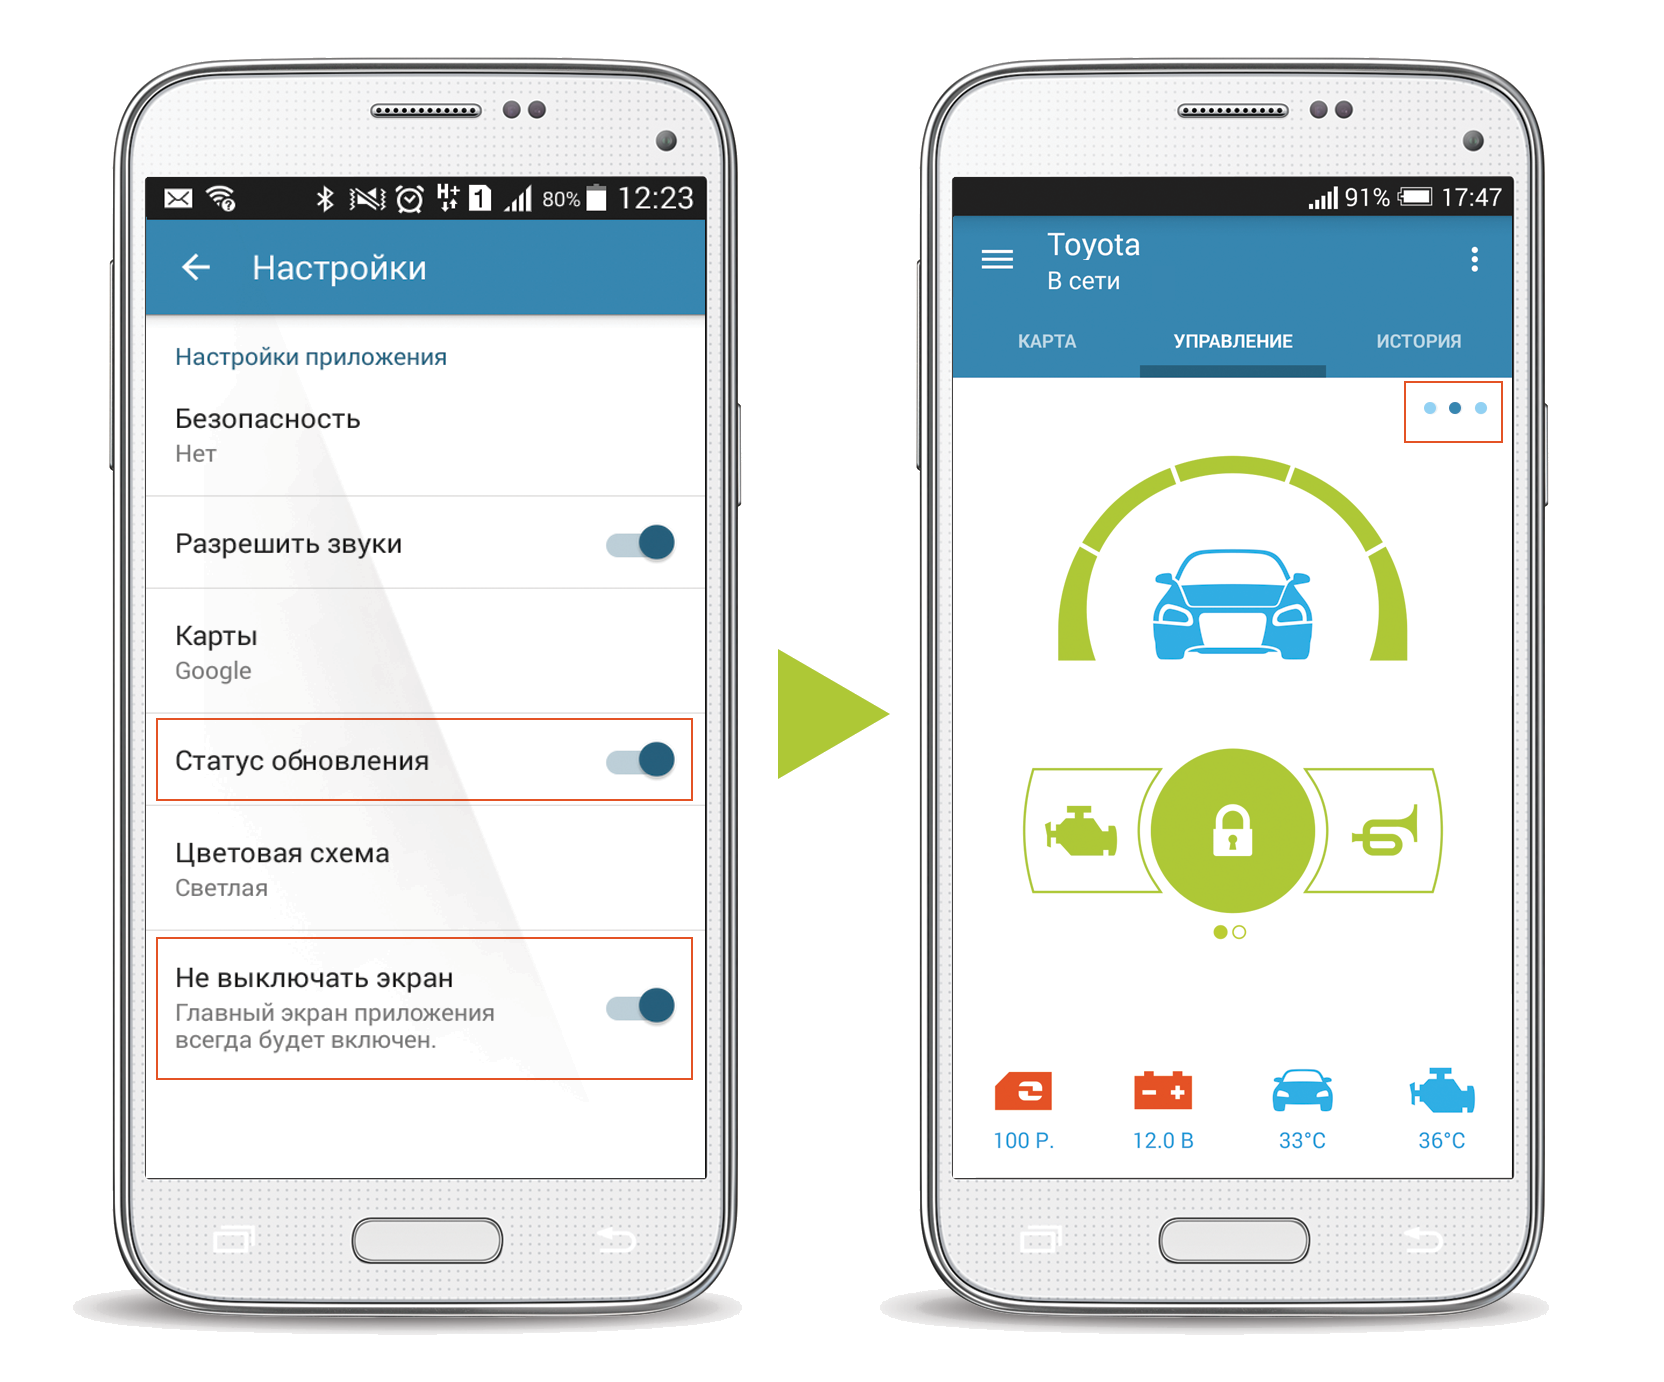 1 80% 12:23
Настройки
Настройки приложения
Безопасность
Нет
Разрешить звуки
Карты
Google
Статус обновления
Цветовая схема
Светлая
Не выключать экран
Главный экран приложения
всегда будет включен.
91% 17:47
Toyota
В сети
КАРТА УПРАВЛЕНИЕ ИСТОРИЯ
100 Р. 12.0 В 33°C 36°C